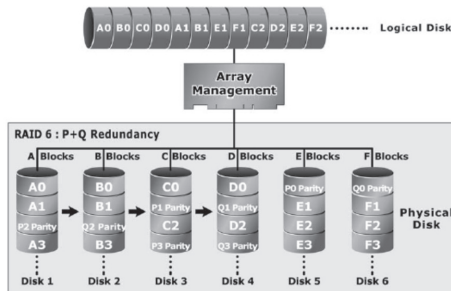 A0 B0 C0 D0 A1 B1 E1 F1 C2 D2 E2 F2 Logical Disk
Array
Management
RAID 6 : P+Q Redundancy
A Blocks B Blocks C Blocks D Blocks E Blocks F Blocks
A0 B0 C0 D0 P0 Parity Q0 Parity
A1 B1 P1 Parity Q1 Parity E1 F1
P2 Parity Q2 Parity C2 D2 E2 F2
A3 B3 P3 Parity Q3 Parity E3 F3
Physical
Disk
Disk 1 Disk 2 Disk 3 Disk 4 Disk 5 Disk 6